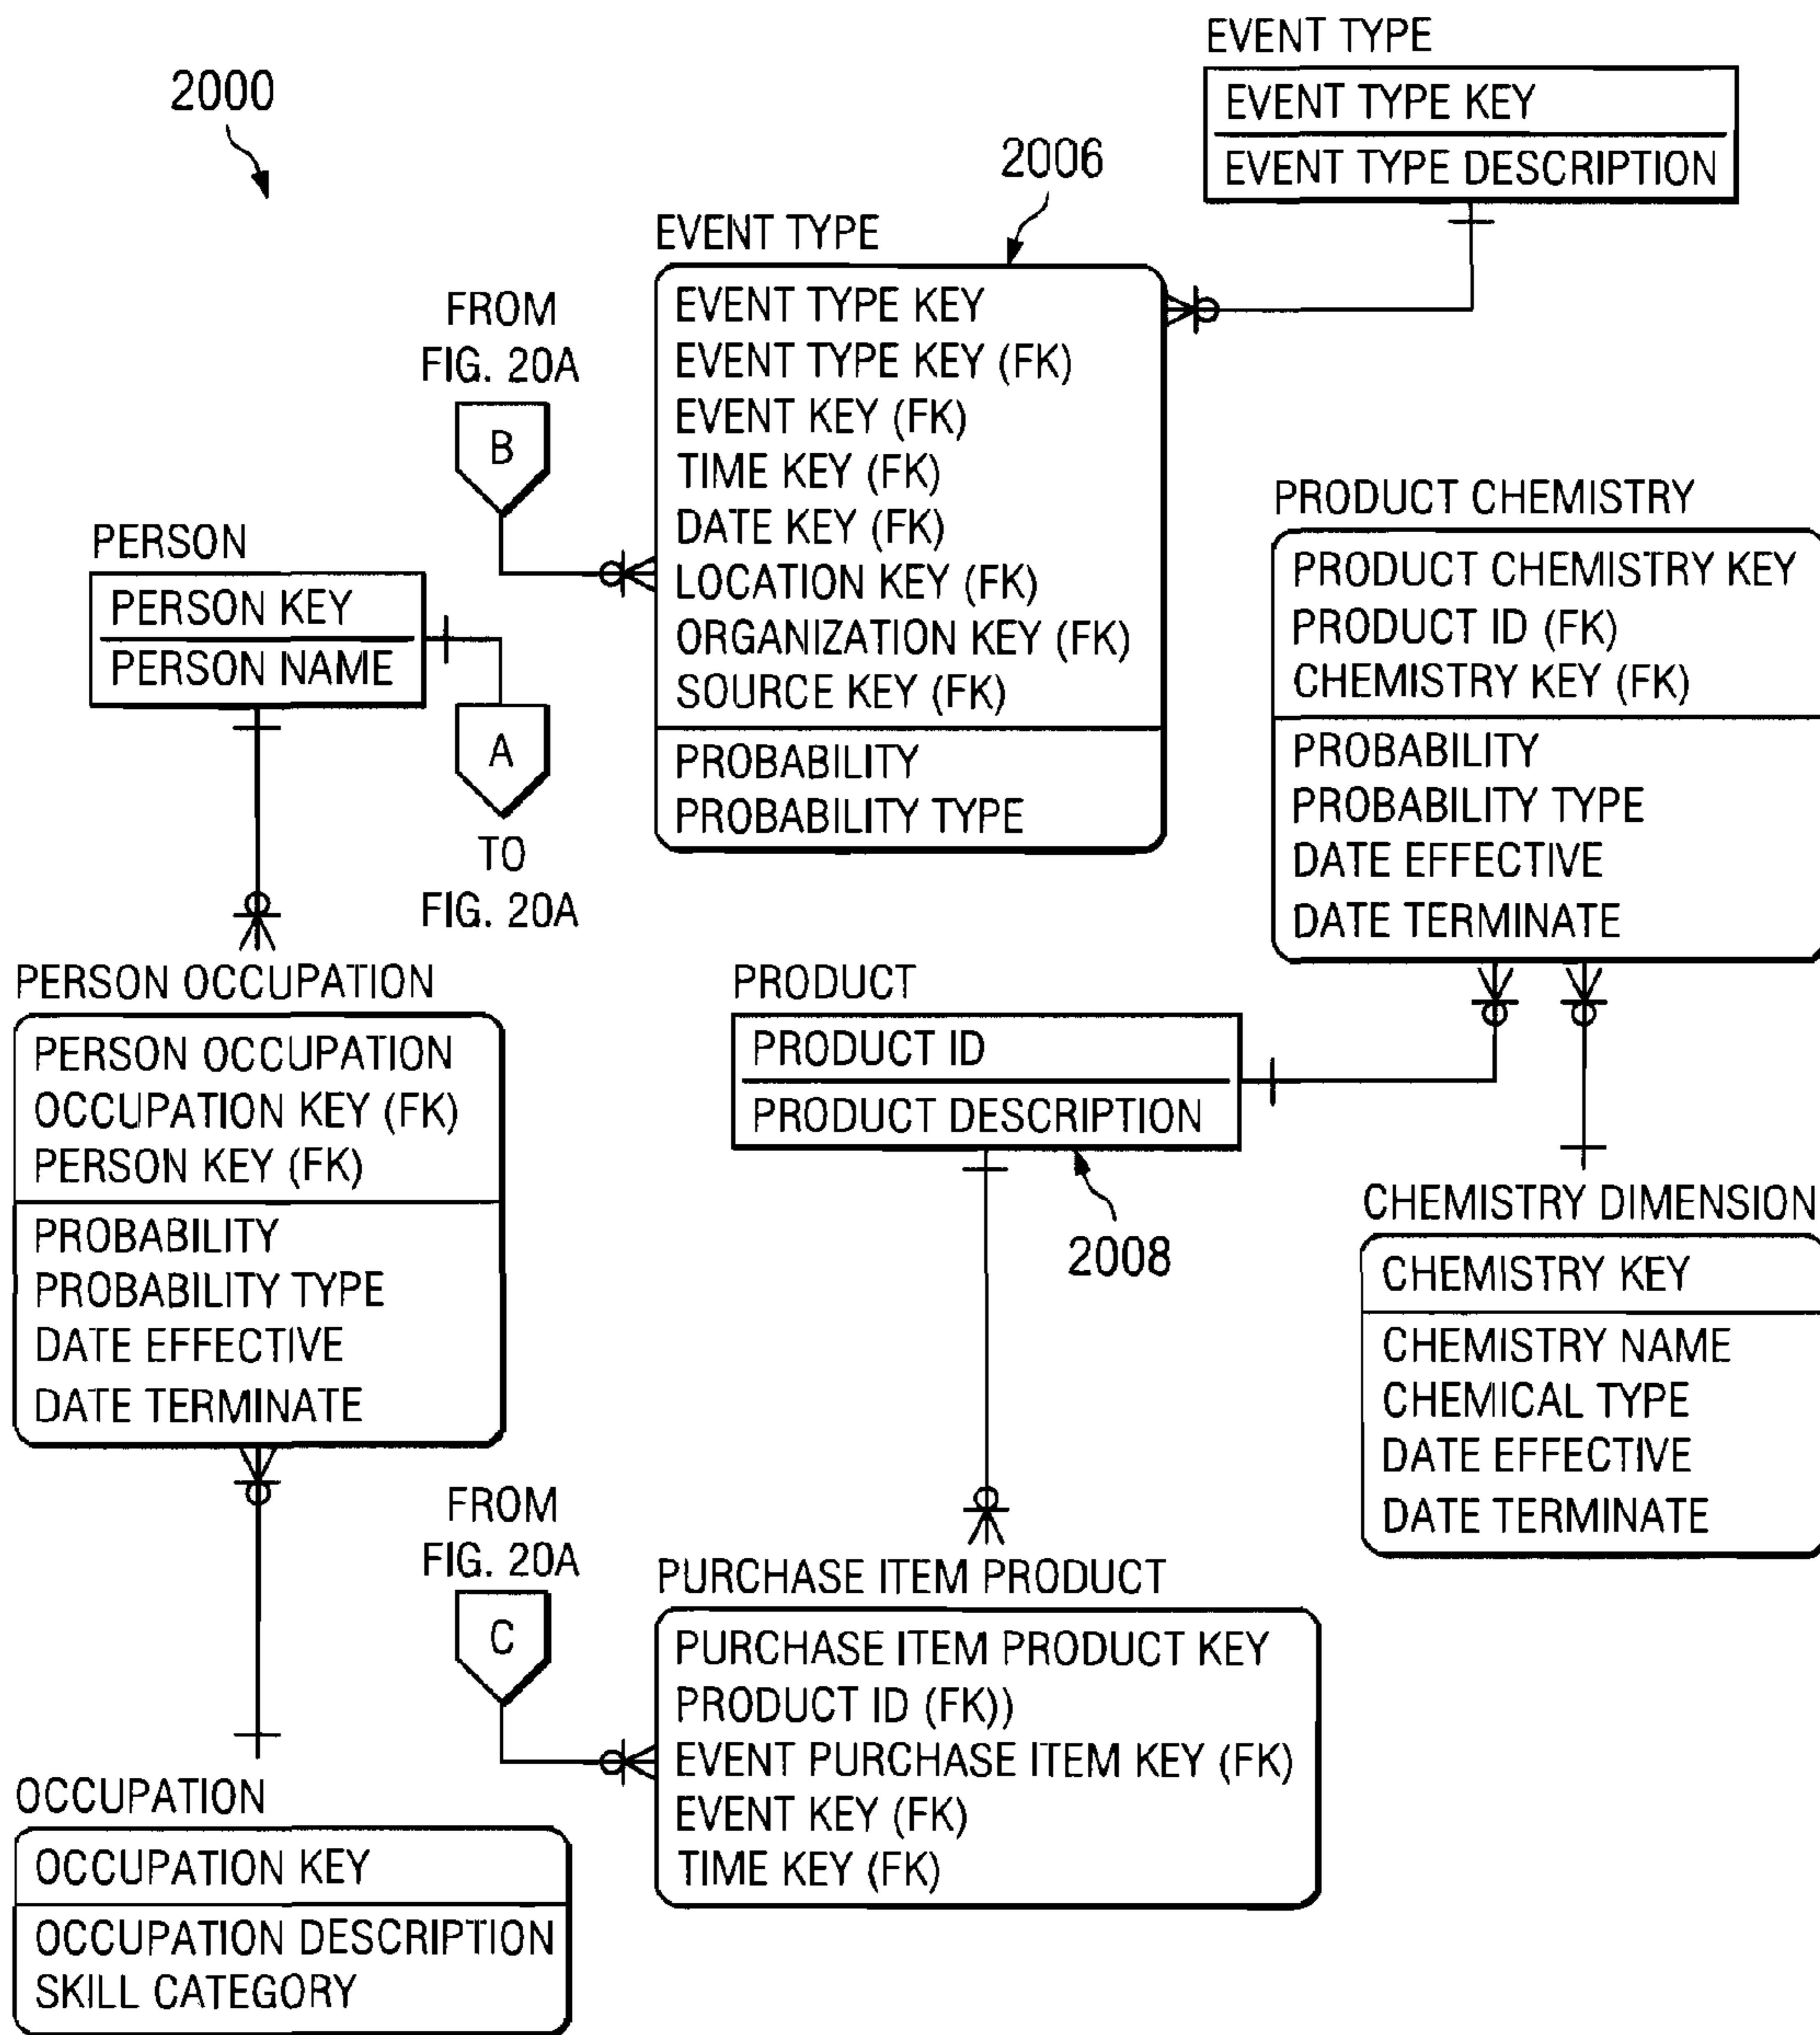 2000
EVENT TYPE
EVENT TYPE KEY
EVENT TYPE DESCRIPTION
2006
EVENT TYPE
EVENT TYPE KEY
EVENT TYPE KEY (FK)
EVENT KEY (FK)
TIME KEY (FK)
DATE KEY (FK)
LOCATION KEY (FK)
ORGANIZATION KEY (FK)
SOURCE KEY (FK)
PROBABILITY
PROBABILITY TYPE
FROM
FIG. 20A
B
PERSON
PERSON KEY
PERSON NAME
A
TO
FIG. 20A
PRODUCT CHEMISTRY
PRODUCT CHEMISTRY KEY
PRODUCT ID (FK)
CHEMISTRY KEY (FK)
PROBABILITY
PROBABILITY TYPE
DATE EFFECTIVE
DATE TERMINATE
PERSON OCCUPATION
PERSON OCCUPATION
OCCUPATION KEY (FK)
PERSON KEY (FK)
PROBABILITY
PROBABILITY TYPE
DATE EFFECTIVE
DATE TERMINATE
PRODUCT
PRODUCT ID
PRODUCT DESCRIPTION
2008
CHEMISTRY DIMENSION
CHEMISTRY KEY
CHEMISTRY NAME
CHEMICAL TYPE
DATE EFFECTIVE
DATE TERMINATE
FROM
FIG. 20A
C
PURCHASE ITEM PRODUCT
PURCHASE ITEM PRODUCT KEY
PRODUCT ID (FK))
EVENT PURCHASE ITEM KEY (FK)
EVENT KEY (FK)
TIME KEY (FK)
OCCUPATION
OCCUPATION KEY
OCCUPATION DESCRIPTION
SKILL CATEGORY